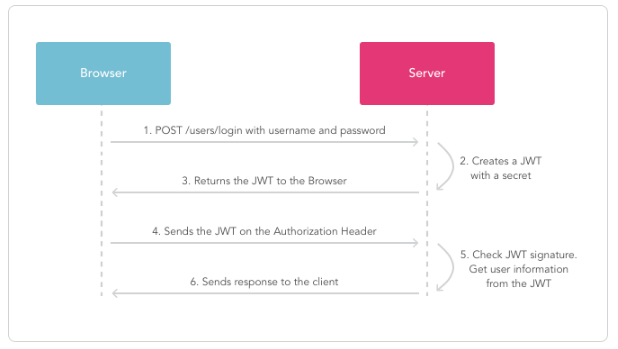 Browser
Server
1. POST /users/login with username and password
2. Creates a JWT
with a secret
3. Returns the JWT to the Browser
4. Sends the JWT on the Authorization Header
5. Check JWT signature.
Get user information
from the JWT
6. Sends response to the client